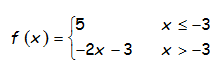 f (x) = {5 x ≤ −3
−2x − 3 x > −3